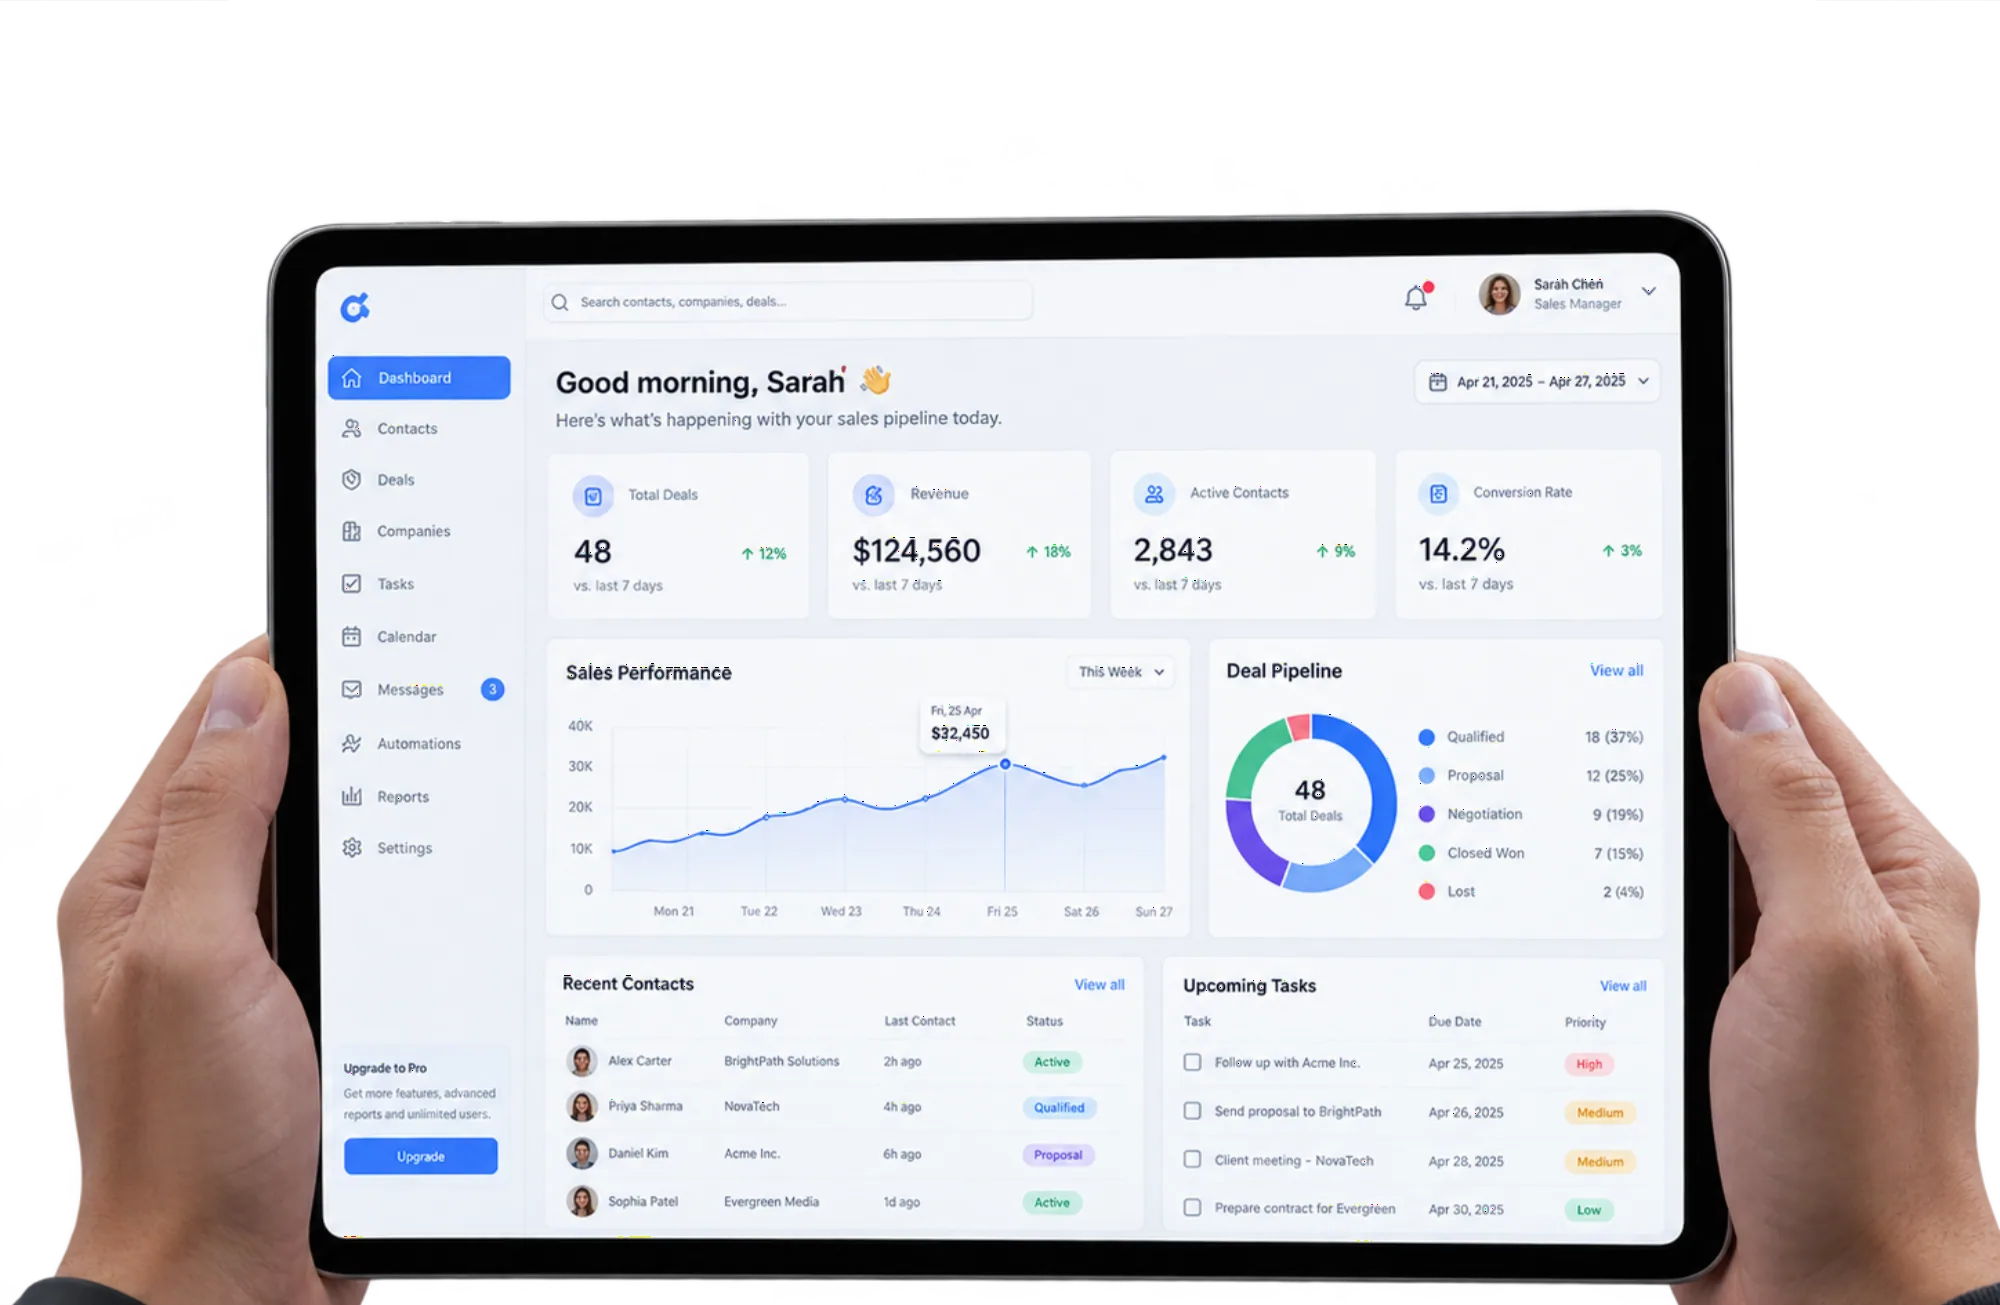 Search contacts, companies, deals...
Sarah Chen
Sales Manager
Dashboard
Contacts
Deals
Companies
Tasks
Calendar
Messages 3
Automations
Reports
Settings
Upgrade to Pro
Get more features, advanced
reports and unlimited users.
Upgrade
Good morning, Sarah 👋
Here's what's happening with your sales pipeline today.
Apr 21, 2025 – Apr 27, 2025
Total Deals
48 ↑ 12%
vs. last 7 days
Revenue
$124,560 ↑ 18%
vs. last 7 days
Active Contacts
2,843 ↑ 9%
vs. last 7 days
Conversion Rate
14.2% ↑ 3%
vs. last 7 days
Sales Performance
This Week
Fri, 25 Apr
$32,450
40K
30K
20K
10K
0
Mon 21 Tue 22 Wed 23 Thu 24 Fri 25 Sat 26 Sun 27
Deal Pipeline View all
48
Total Deals
Qualified 18 (37%)
Proposal 12 (25%)
Negotiation 9 (19%)
Closed Won 7 (15%)
Lost 2 (4%)
Recent Contacts View all
Name Company Last Contact Status
Alex Carter BrightPath Solutions 2h ago Active
Priya Sharma NovaTech 4h ago Qualified
Daniel Kim Acme Inc. 6h ago Proposal
Sophia Patel Evergreen Media 1d ago Active
Upcoming Tasks View all
Task Due Date Priority
Follow up with Acme Inc. Apr 25, 2025 High
Send proposal to BrightPath Apr 26, 2025 Medium
Client meeting – NovaTech Apr 28, 2025 Medium
Prepare contract for Evergreen Apr 30, 2025 Low